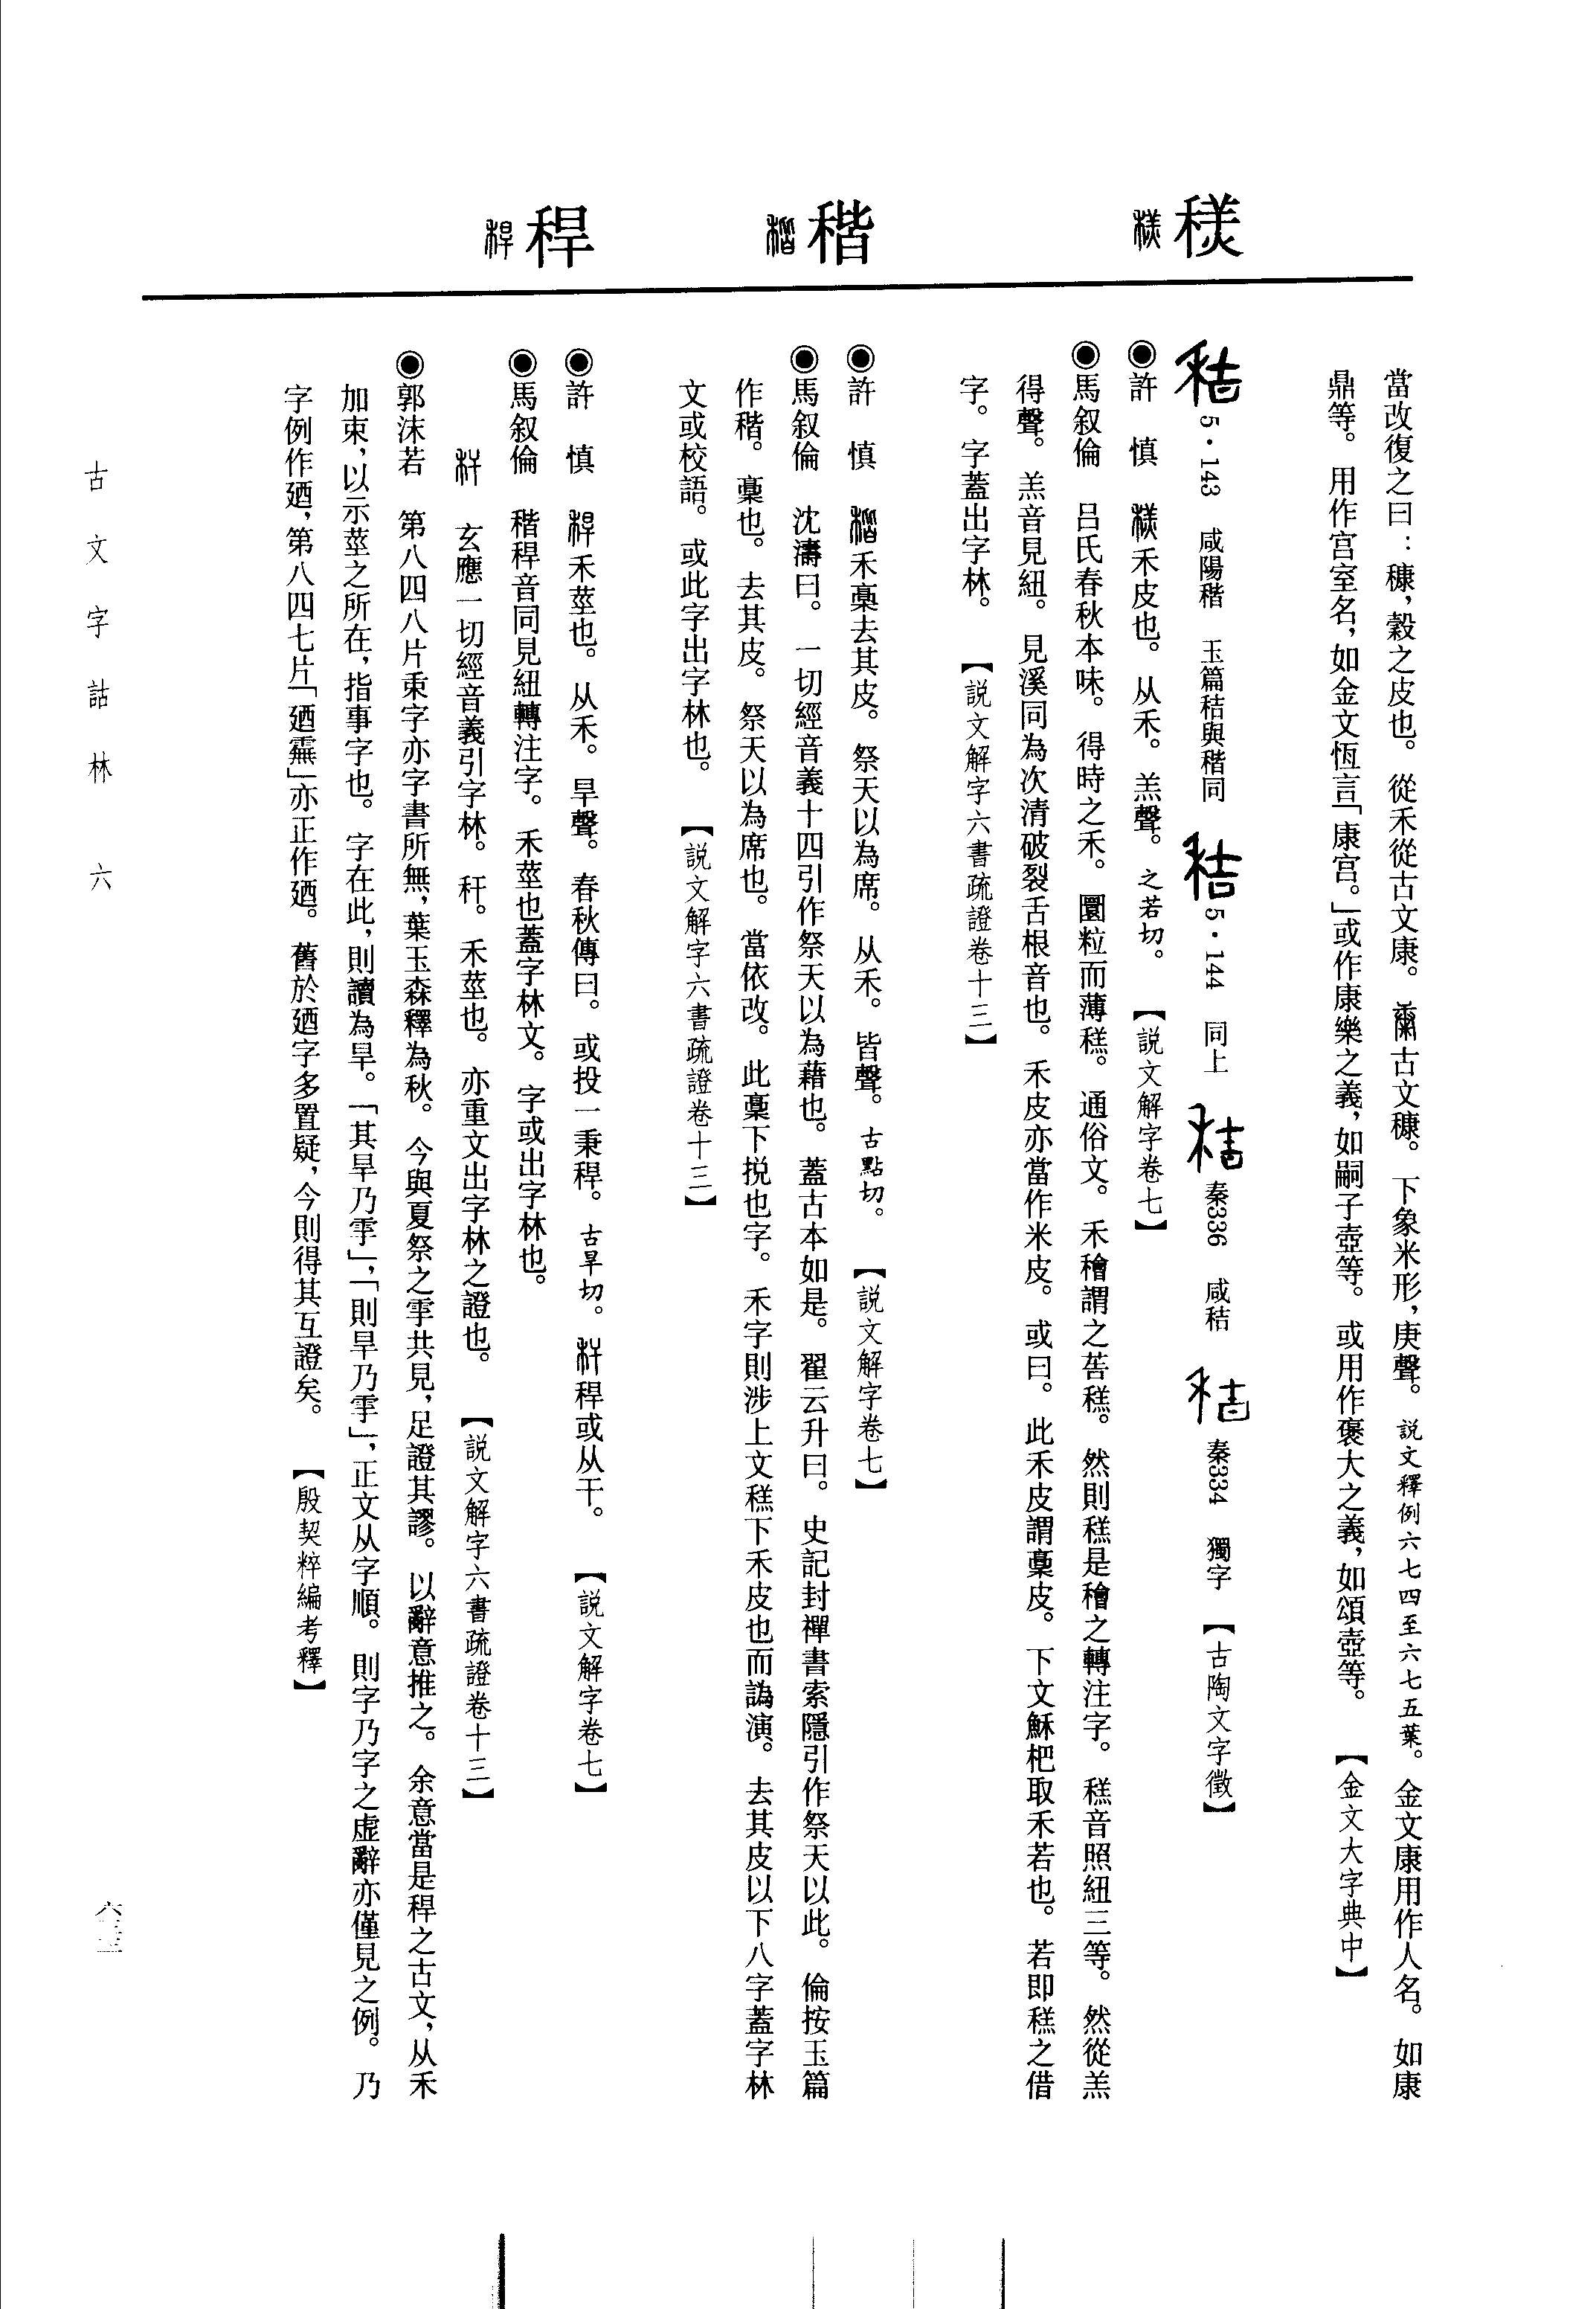 𥼚 稭 稈
當改復之曰：穅，穀之皮也。從禾從古文康。古文穅。下象米形，庚聲。說文釋例六七四至六七五葉。金文康用作人名。如康
鼎等。用作宫室名，如金文恆言「康宫。」或作康樂之義，如嗣子壺等。或用作褒大之義，如頌壺等。【金文大字典中】
5·143 咸陽稭 玉篇秸與稭同 5·144 同上 秦336 咸秸 秦334 獨字 【古陶文字徵】
◉許 慎 禾皮也。从禾。羔聲。之若切。【說文解字卷七】
◉馬叙倫 吕氏春秋本味。得時之禾。圜粒而薄糕。通俗文。禾穭謂之苦糕。然則糕是穭之轉注字。糕音照紐三等。然從羔
得聲。羔音見紐。見溪同為次清破裂舌根音也。禾皮亦當作米皮。或曰。此禾皮謂稾皮。下文穌杷取禾若也。若即糕之借
字。字蓋出字林。【說文解字六書疏證卷十三】
◉許 慎 禾稾去其皮。祭天以為席。从禾。皆聲。古黠切。【說文解字卷七】
◉馬叙倫 沈濤曰。一切經音義十四引作祭天以為藉也。蓋古本如是。翟云升曰。史記封禪書索隱引作祭天以此。倫按玉篇
作稭。稾也。去其皮。祭天以為席也。當依改。此稾下挩也字。禾字則涉上文糕下禾皮也而譌演。去其皮以下八字蓋字林
文或校語。或此字出字林也。【說文解字六書疏證卷十三】
◉許 慎 禾莖也。从禾。旱聲。春秋傳曰。或投一秉稈。古旱切。稈或从干。【說文解字卷七】
◉馬叙倫 稭稈音同見紐轉注字。禾莖也蓋字林文。字或出字林也。
玄應一切經音義引字林。秆。禾莖也。亦重文出字林之證也。【說文解字六書疏證卷十三】
◉郭沫若 第八四八片朿字亦字書所無，葉玉森釋為秋。今與夏祭之雩共見，足證其謬。以辭意推之。余意當是稈之古文，从禾
加束，以示莖之所在，指事字也。字在此，則讀為旱。「其旱乃雩」，「則旱乃雩」，正文从字順。則字乃字之虚辭亦僅見之例。乃
字例作廼，第八四七片「廼𩂣」亦正作廼。舊於廼字多置疑，今則得其互證矣。【殷契粹編考釋】
古文字詁林 六
六三三